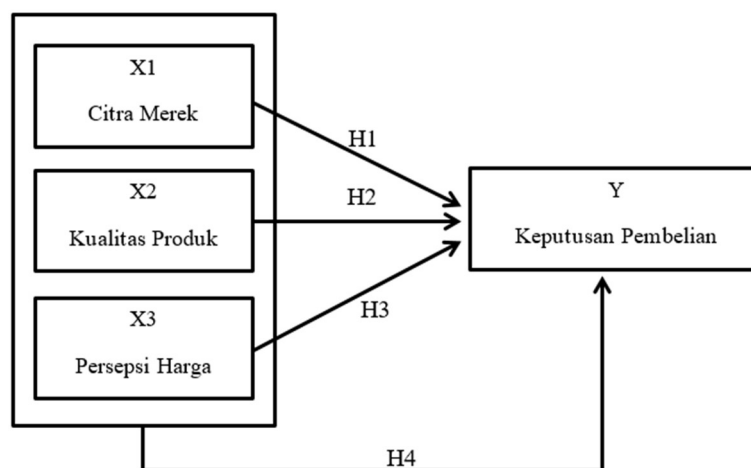 X1
Citra Merek
H1
X2
Kualitas Produk
H2
X3
Persepsi Harga
H3
Y
Keputusan Pembelian
H4